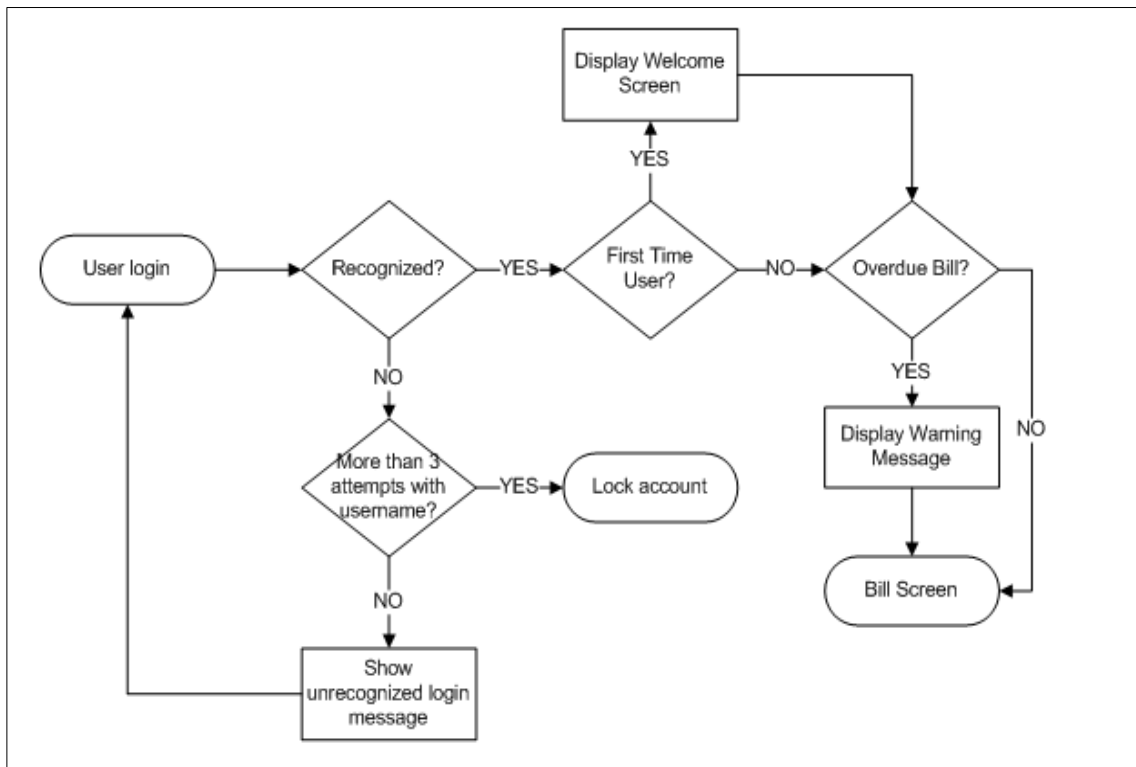 Display Welcome
Screen
YES
User login
Recognized?
YES
First Time
User?
NO
Overdue Bill?
NO
YES
Display Warning
Message
NO
More than 3
attempts with
username?
YES
Lock account
Bill Screen
NO
Show
unrecognized login
message